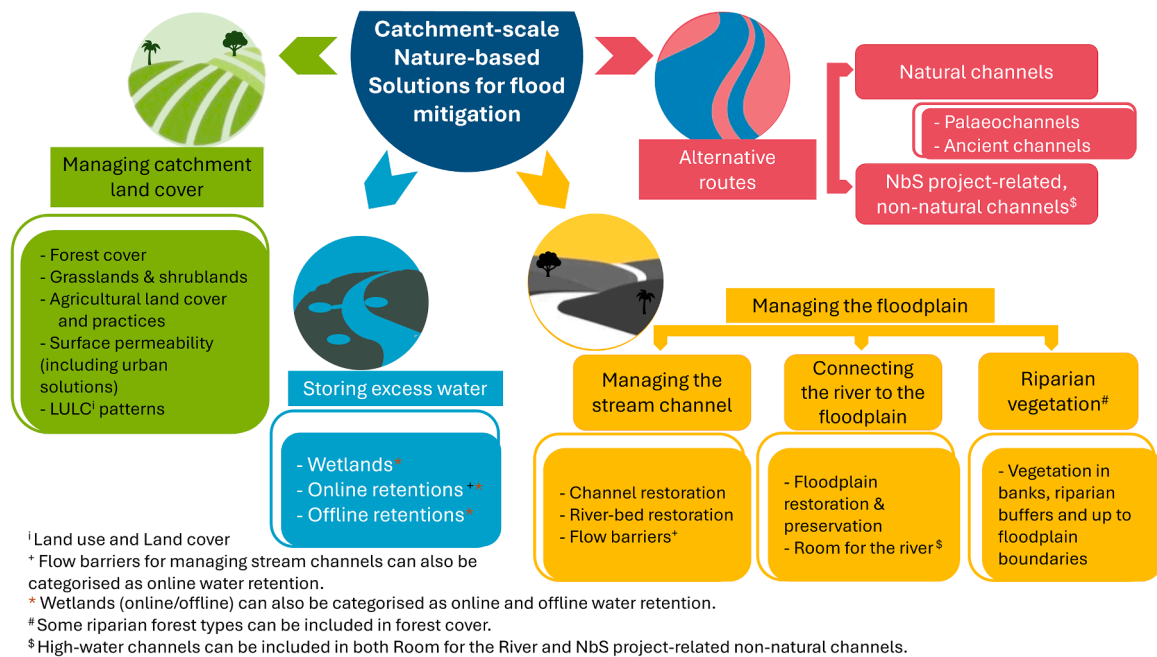 Catchment-scale
Nature-based
Solutions for flood
mitigation
Managing catchment
land cover
- Forest cover
- Grasslands & shrublands
- Agricultural land cover
and practices
- Surface permeability
(including urban
solutions)
- LULCⁱ patterns
Storing excess water
- Wetlands*
- Online retentions ⁺*
- Offline retentions*
Alternative
routes
Natural channels
- Palaeochannels
- Ancient channels
NbS project-related,
non-natural channels$
Managing the floodplain
Managing the
stream channel
- Channel restoration
- River-bed restoration
- Flow barriers⁺
Connecting
the river to the
floodplain
- Floodplain
restoration &
preservation
- Room for the river $
Riparian
vegetation#
- Vegetation in
banks, riparian
buffers and up to
floodplain
boundaries
ⁱ Land use and Land cover
⁺ Flow barriers for managing stream channels can also be
categorised as online water retention.
* Wetlands (online/offline) can also be categorised as online and offline water retention.
# Some riparian forest types can be included in forest cover.
$ High-water channels can be included in both Room for the River and NbS project-related non-natural channels.